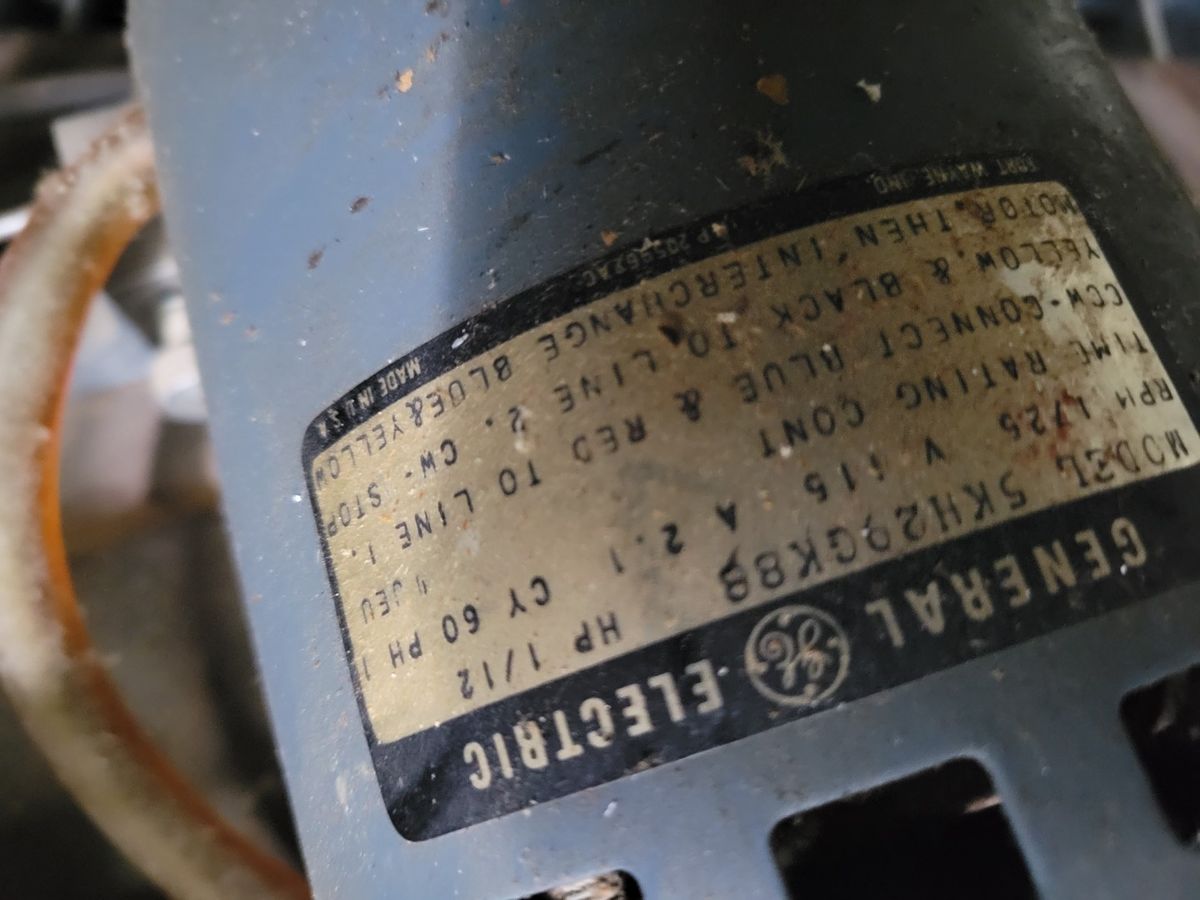 GENERAL GE ELECTRIC
MODEL 5KH29GK88 HP 1/12
RPM 1725 V 115 A 2.1 CY 60 PH 1
TIME RATING CONT JEU
CCW-CONNECT BLUE & RED TO LINE 1.
YELLOW & BLACK TO LINE 2. CW- STOP
MOTOR, THEN INTERCHANGE BLUE&YELLOW
FORT WAYNE, IND. MADE IN U.S.A.